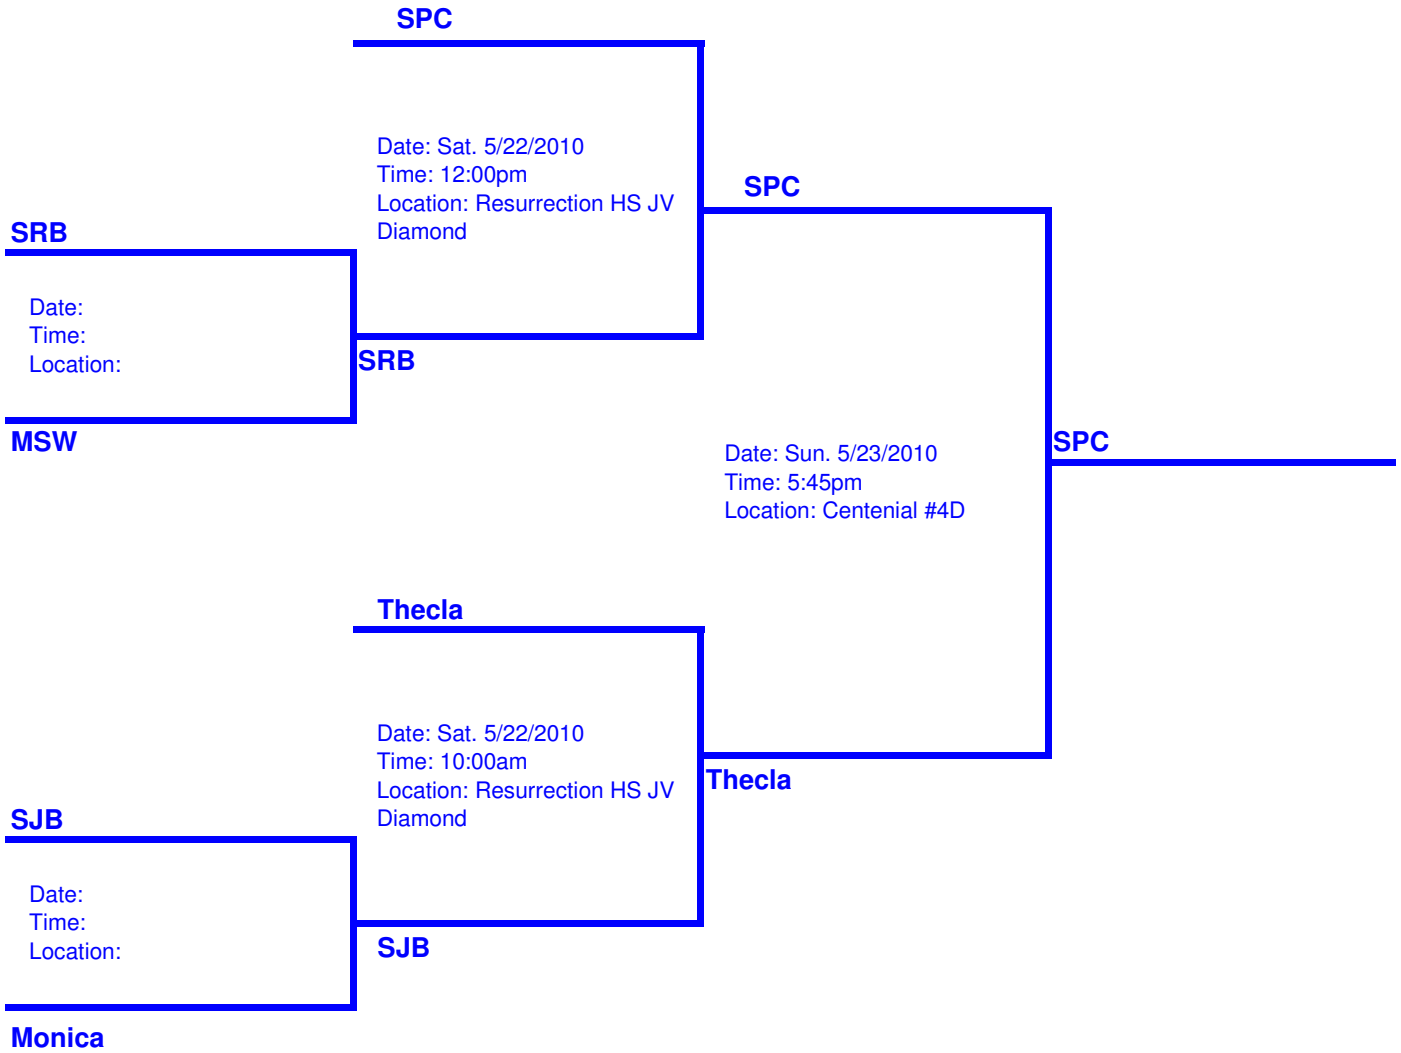 SPC
Date: Sat. 5/22/2010
Time: 12:00pm
Location: Resurrection HS JV
Diamond
SPC
SRB
Date:
Time:
Location:
SRB
MSW
Date: Sun. 5/23/2010
Time: 5:45pm
Location: Centenial #4D
SPC
Thecla
Date: Sat. 5/22/2010
Time: 10:00am
Location: Resurrection HS JV
Diamond
Thecla
SJB
Date:
Time:
Location:
SJB
Monica